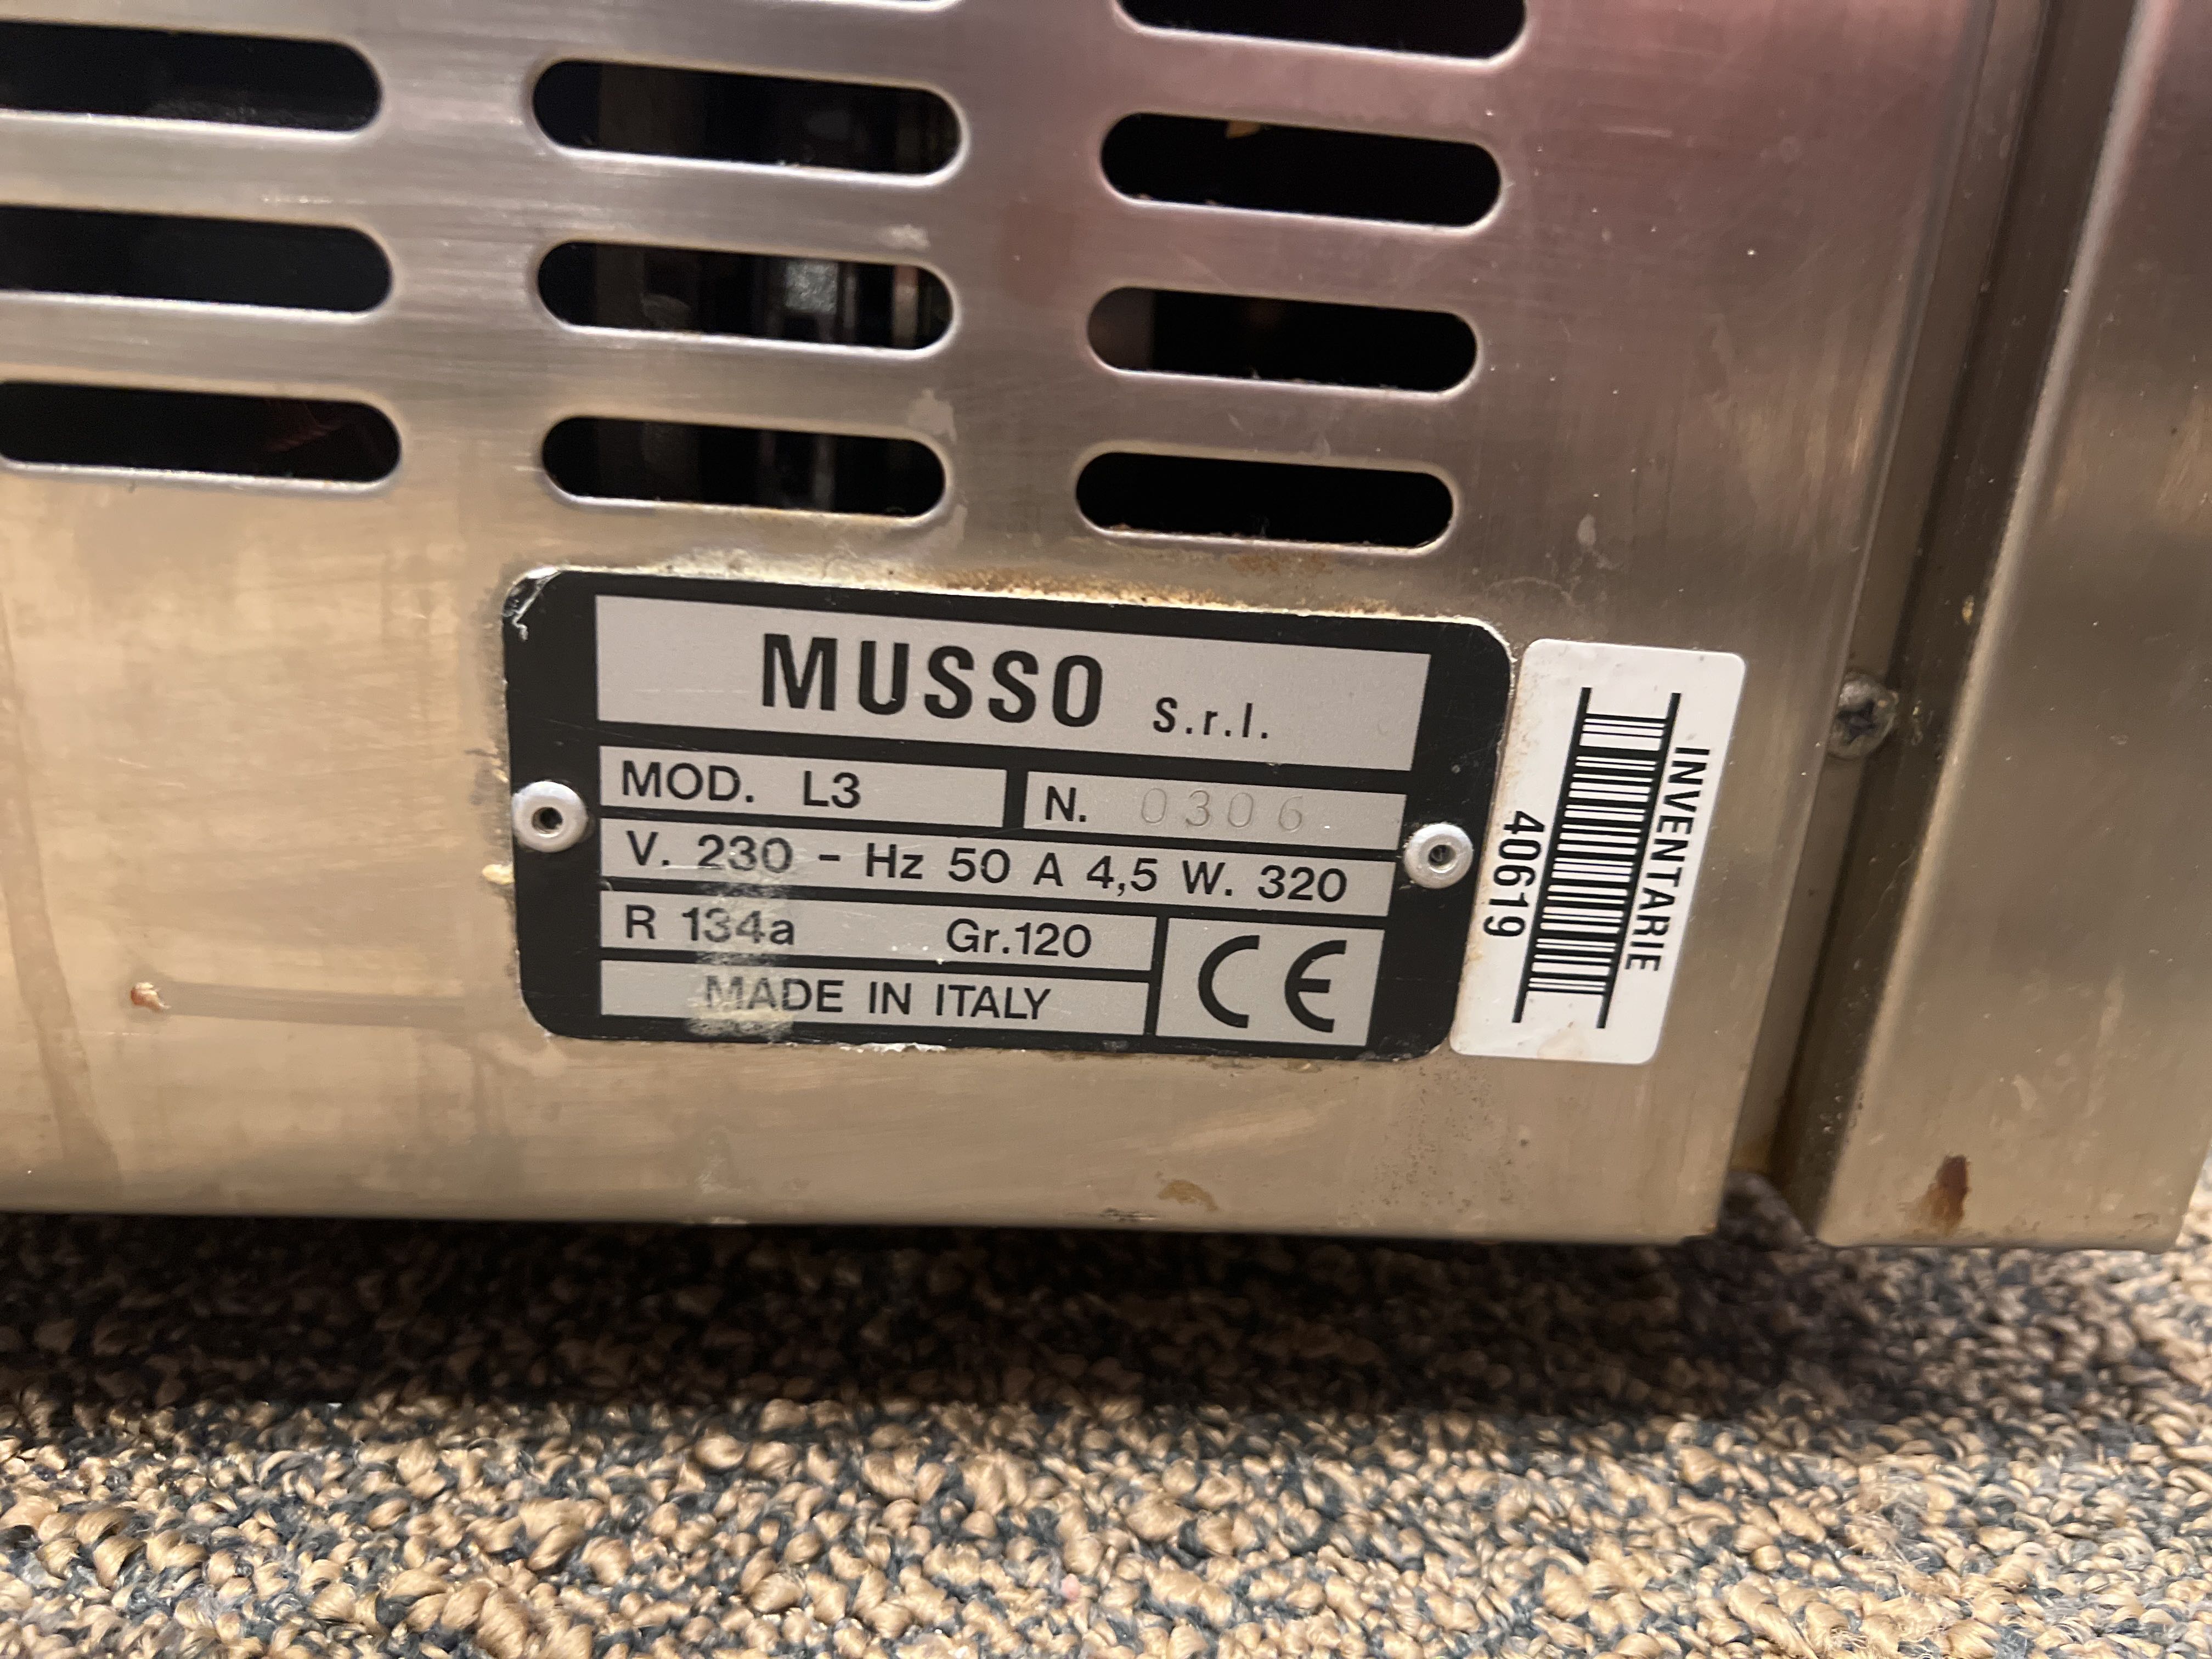 MUSSO s.r.l.
MOD. L3
N. 0306
V. 230 - Hz 50 A 4,5 W. 320
R 134a Gr.120
MADE IN ITALY
CE
INVENTARIE
40619